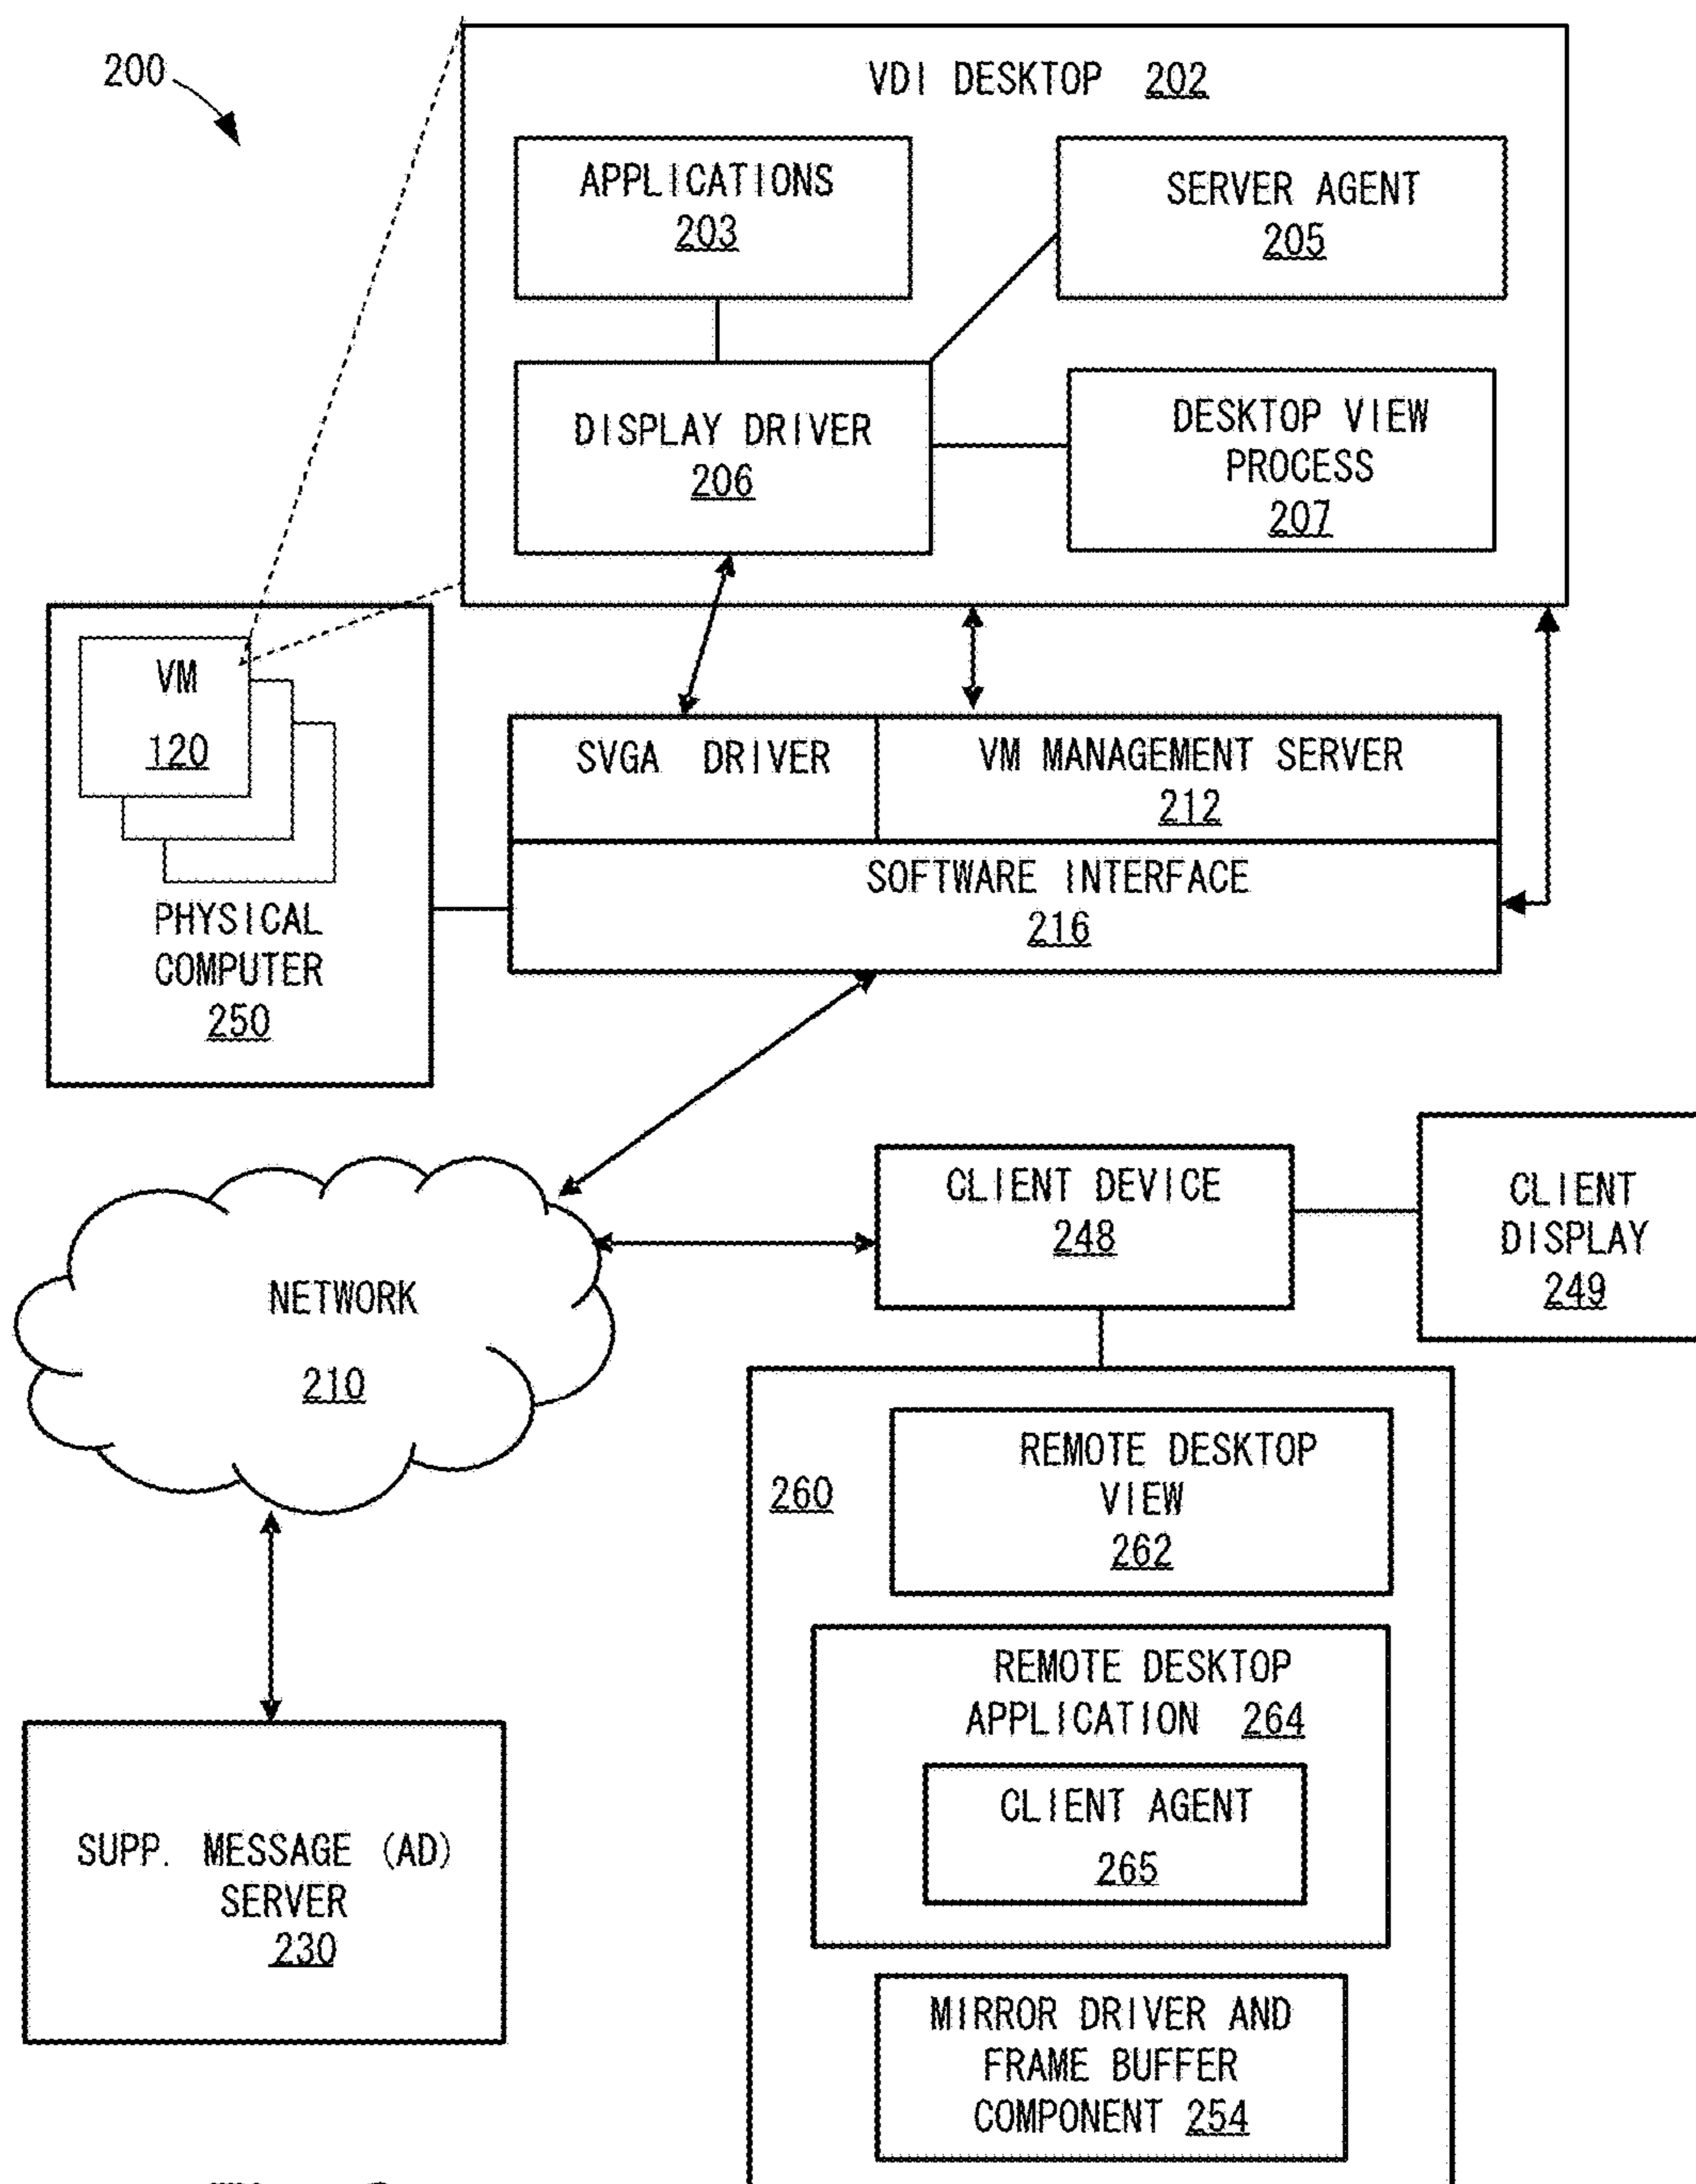 200
VDI DESKTOP 202
APPLICATIONS
203
SERVER AGENT
205
DISPLAY DRIVER
206
DESKTOP VIEW
PROCESS
207
VM
120
PHYSICAL
COMPUTER
250
SVGA DRIVER
VM MANAGEMENT SERVER
212
SOFTWARE INTERFACE
216
NETWORK
210
CLIENT DEVICE
248
CLIENT
DISPLAY
249
260
REMOTE DESKTOP
VIEW
262
REMOTE DESKTOP
APPLICATION 264
CLIENT AGENT
265
SUPP. MESSAGE (AD)
SERVER
230
MIRROR DRIVER AND
FRAME BUFFER
COMPONENT 254